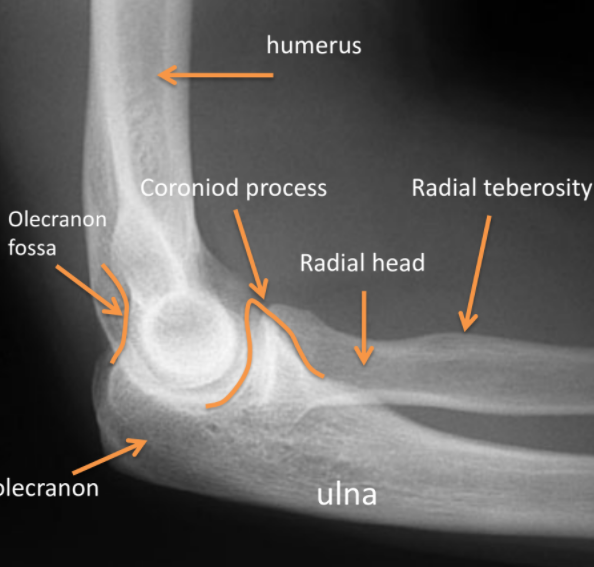 humerus
Coroniod process
Radial teberosity
Olecranon
fossa
Radial head
olecranon
ulna